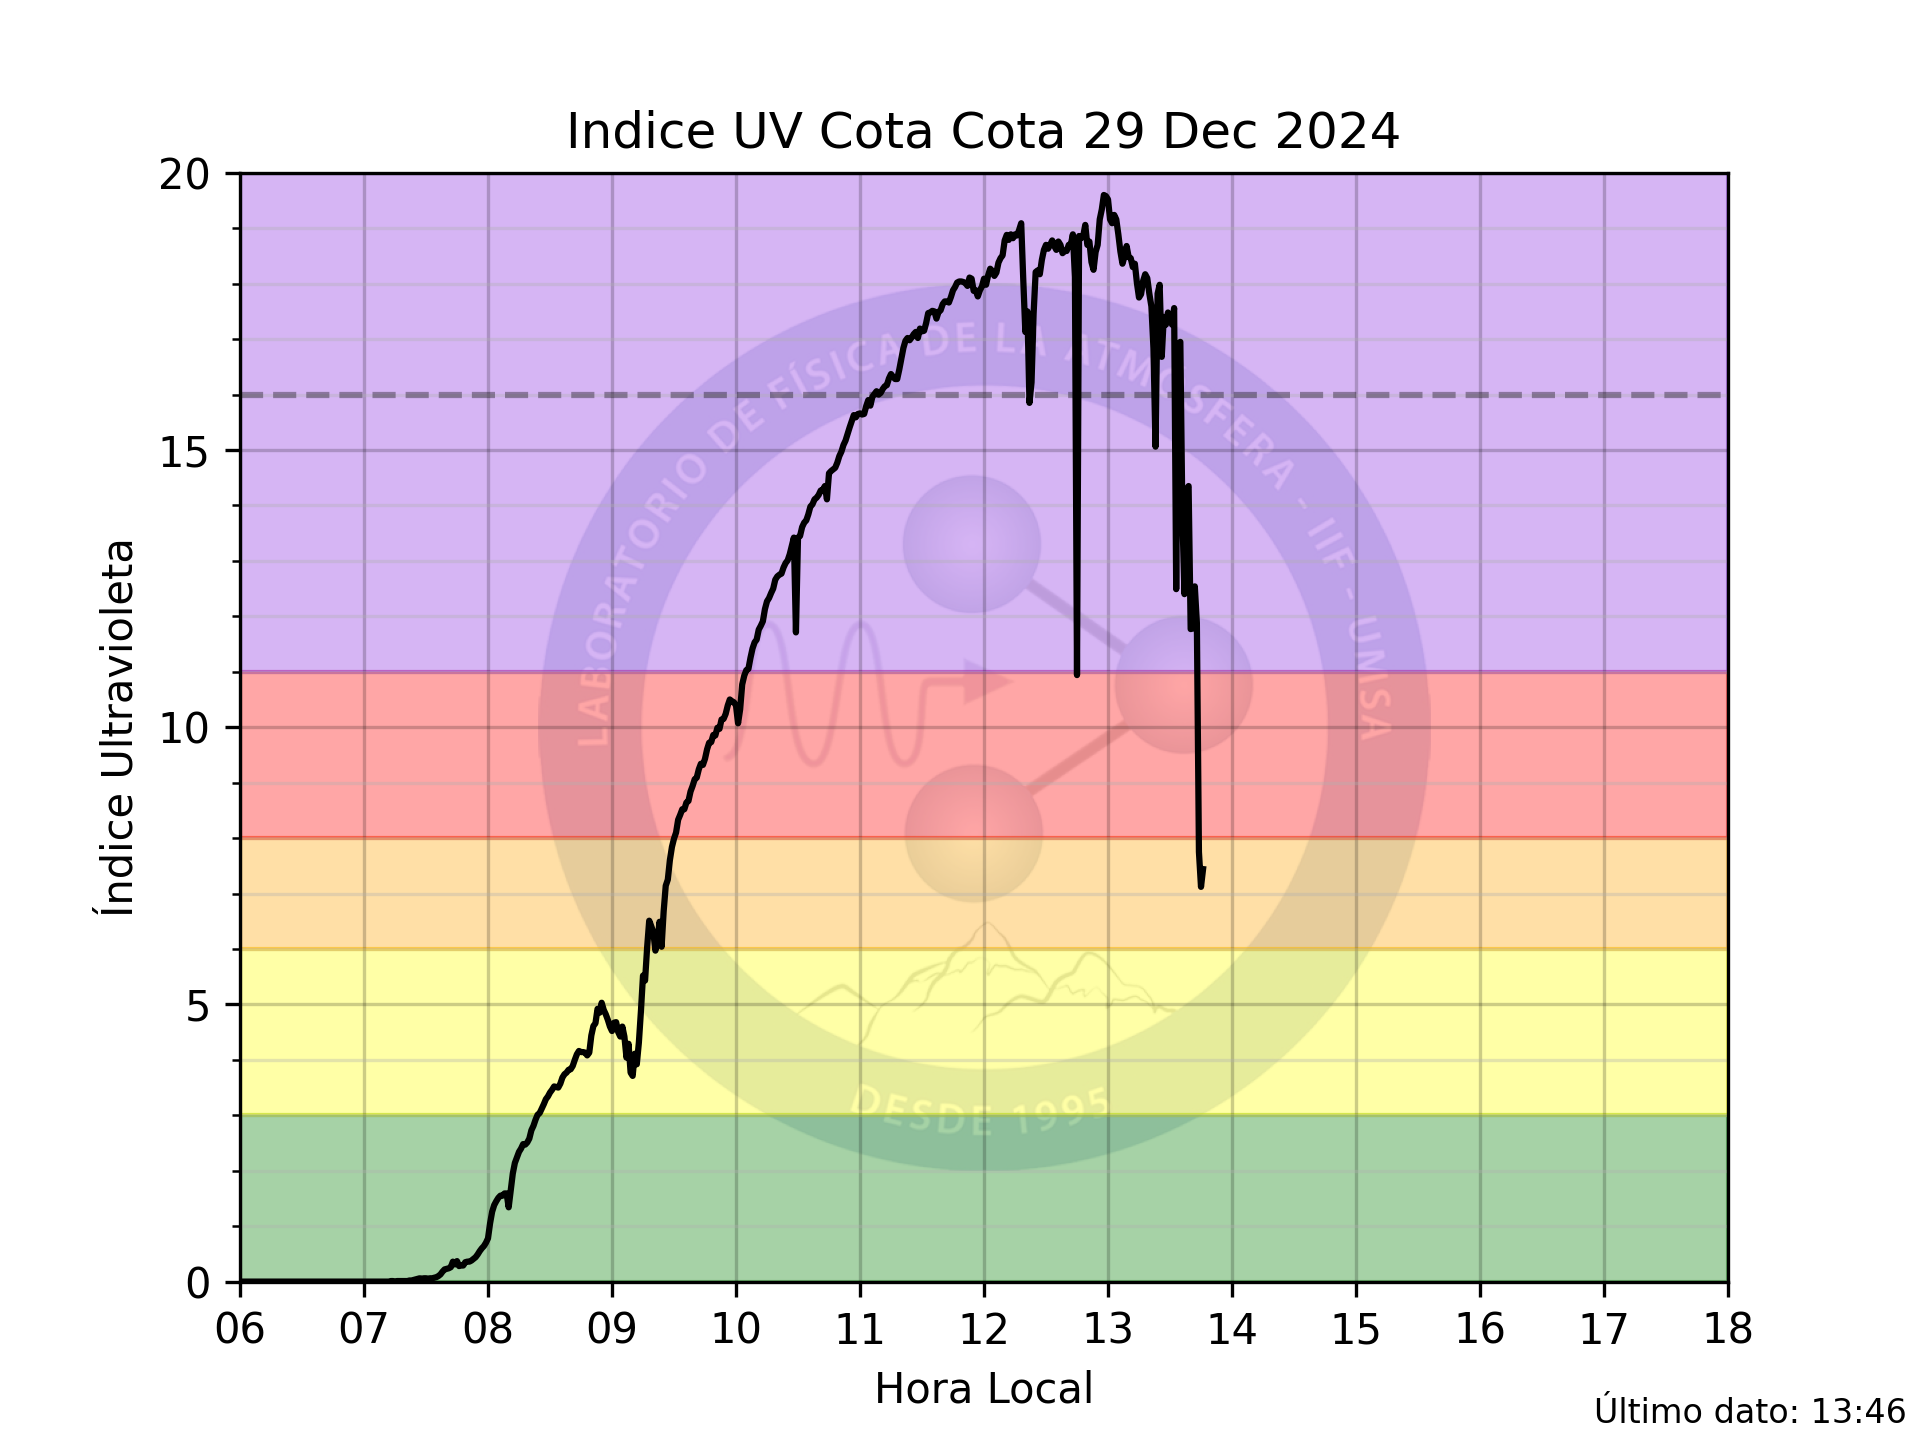 Indice UV Cota Cota 29 Dec 2024
20
15
10
5
0
Índice Ultravioleta
LABORATORIO DE FÍSICA DE LA ATMÓSFERA - IIF - UMSA
DESDE 1995
06 07 08 09 10 11 12 13 14 15 16 17 18
Hora Local
Último dato: 13:46